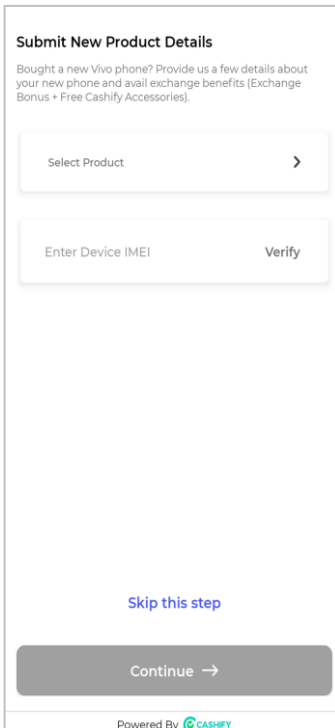 Submit New Product Details
Bought a new Vivo phone? Provide us a few details about
your new phone and avail exchange benefits (Exchange
Bonus + Free Cashify Accessories).
Select Product
Enter Device IMEI Verify
Skip this step
Continue →
Powered By CASHIFY